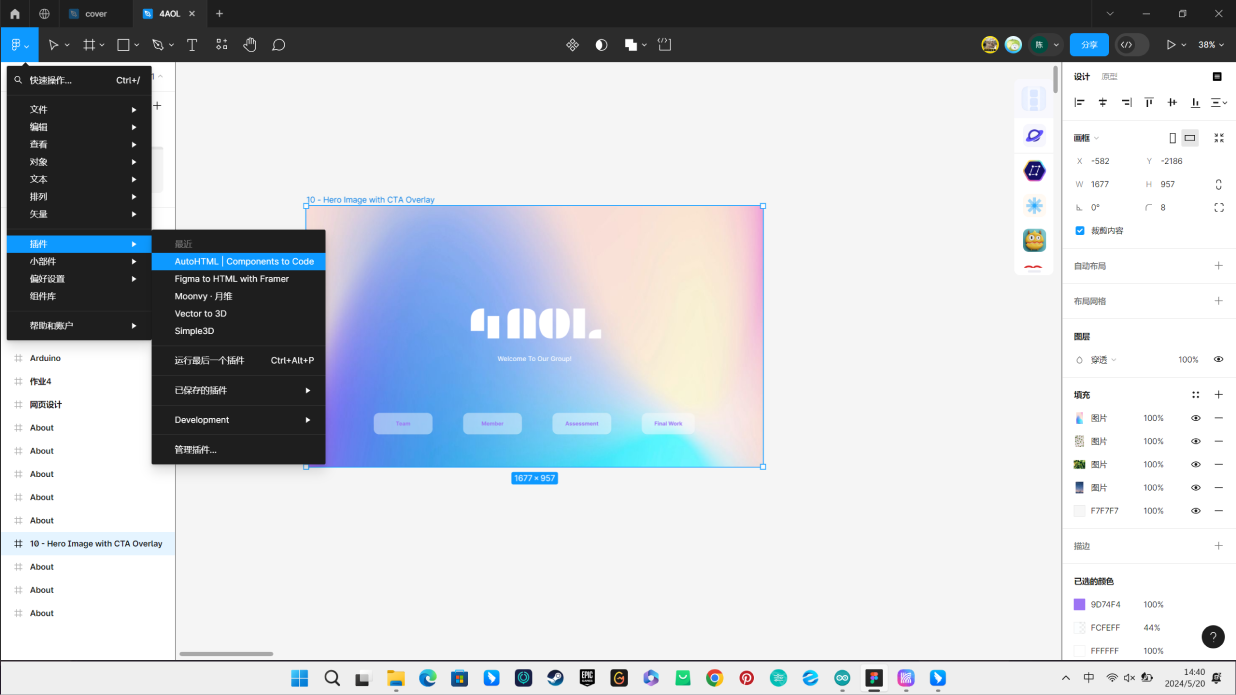 cover
4AOL
陈
分享
38%
快速操作...
Ctrl+/
文件
编辑
查看
对象
文本
排列
矢量
插件
小部件
偏好设置
组件库
帮助和账户
最近
AutoHTML | Components to Code
Figma to HTML with Framer
Moonvy · 月维
Vector to 3D
Simple3D
运行最后一个插件
Ctrl+Alt+P
已保存的插件
Development
管理插件...
Arduino
作业4
网页设计
About
About
About
About
About
10 - Hero Image with CTA Overlay
About
About
About
10 - Hero Image with CTA Overlay
4AOL
Welcome To Our Group!
Team
Member
Assessment
Final Work
1677 × 957
设计
原型
画框
X
-582
Y
-2186
W
1677
H
957
0°
8
裁剪内容
自动布局
布局网格
图层
穿透
100%
填充
图片
100%
图片
100%
图片
100%
图片
100%
F7F7F7
100%
描边
已选的颜色
9D74F4
100%
FCFEFF
44%
FFFFFF
100%
?
EPIC
中
14:40
2024/5/20